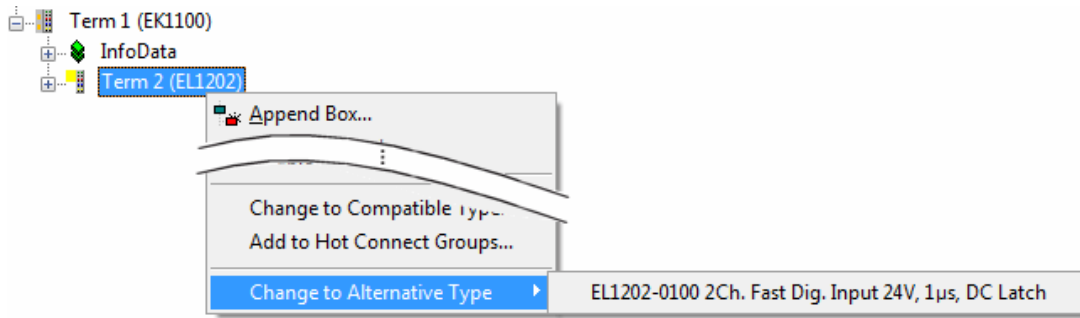 Term 1 (EK1100)
InfoData
Term 2 (EL1202)
Append Box...
Change to Compatible
Add to Hot Connect Groups...
Change to Alternative Type
EL1202-0100 2Ch. Fast Dig. Input 24V, 1µs, DC Latch